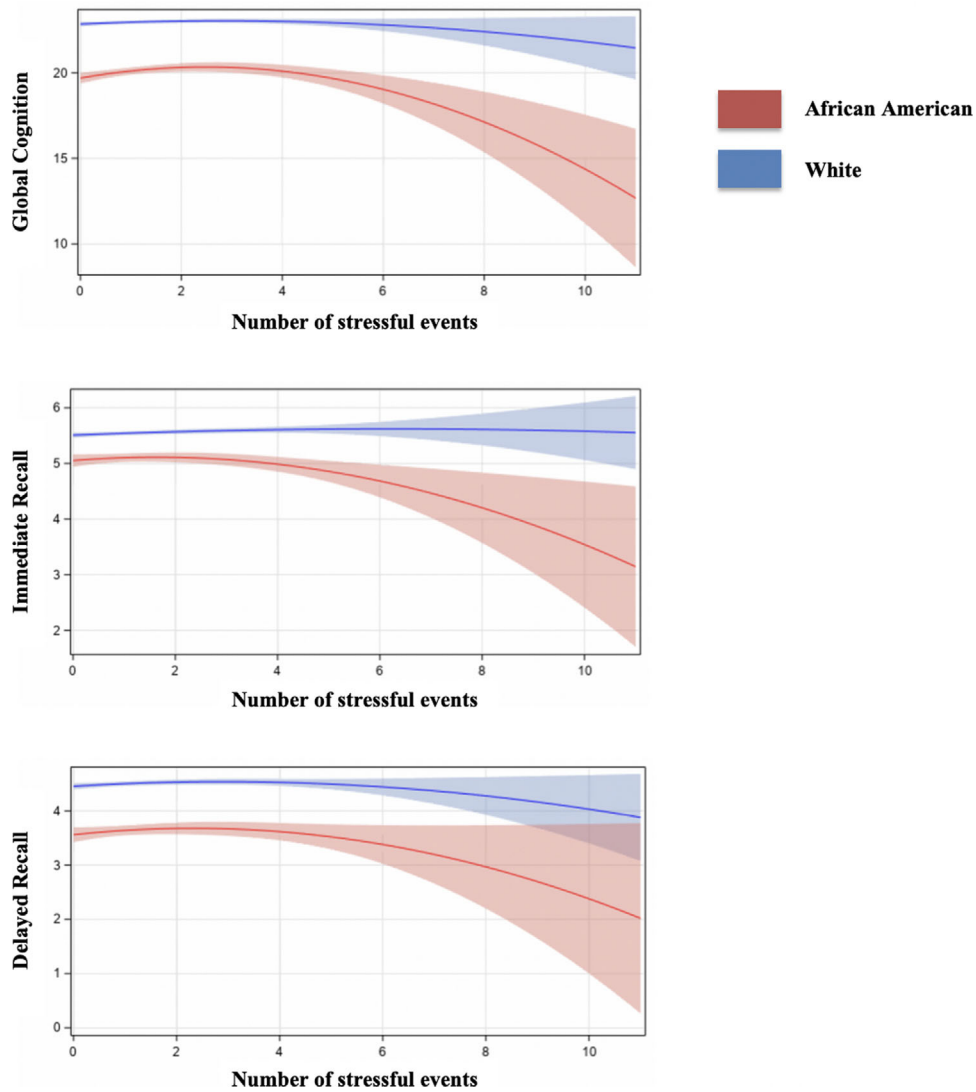 Global Cognition
20
15
10
0 2 4 6 8 10
Number of stressful events
African American
White
Immediate Recall
6
5
4
3
2
0 2 4 6 8 10
Number of stressful events
Delayed Recall
4
3
2
1
0
0 2 4 6 8 10
Number of stressful events